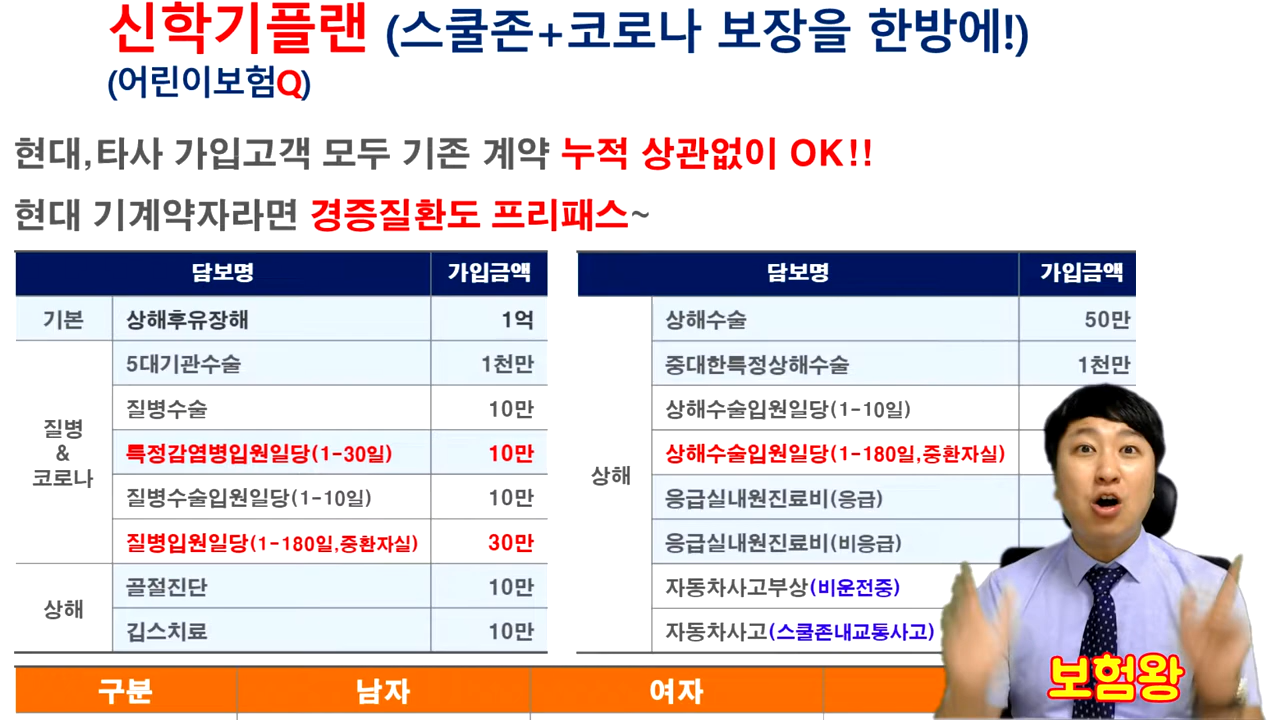 신학기플랜 (스쿨존+코로나 보장을 한방에!)
(어린이보험Q)
현대,타사 가입고객 모두 기존 계약 누적 상관없이 OK!!
현대 기계약자라면 경증질환도 프리패스~
담보명 가입금액
기본 상해후유장해 1억
질병 & 코로나
5대기관수술 1천만
질병수술 10만
특정감염병입원일당(1-30일) 10만
질병수술입원일당(1-10일) 10만
질병입원일당(1-180일,중환자실) 30만
상해
골절진단 10만
깁스치료 10만
담보명 가입금액
상해
상해수술 50만
중대한특정상해수술 1천만
상해수술입원일당(1-10일)
상해수술입원일당(1-180일,중환자실)
응급실내원진료비(응급)
응급실내원진료비(비응급)
자동차사고부상(비운전중)
자동차사고(스쿨존내교통사고)
구분 남자 여자
보험왕